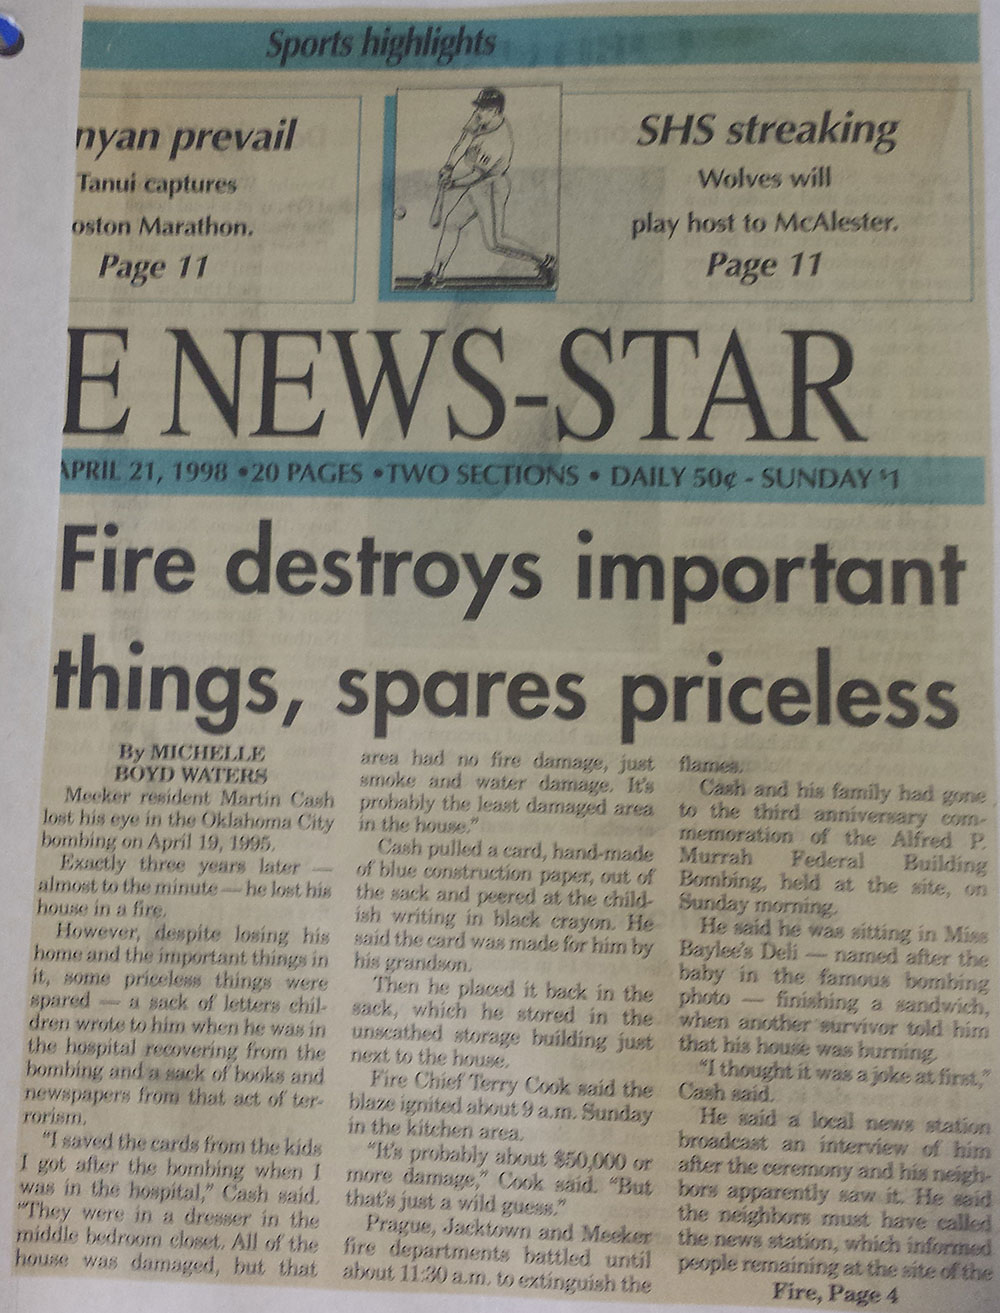 Sports highlights
nyan prevail
Tanui captures
oston Marathon.
Page 11
SHS streaking
Wolves will
play host to McAlester.
Page 11
E NEWS-STAR
APRIL 21, 1998 • 20 PAGES • TWO SECTIONS • DAILY 50¢ - SUNDAY $1
Fire destroys important
things, spares priceless
By MICHELLE
BOYD WATERS
Meeker resident Martin Cash
lost his eye in the Oklahoma City
bombing on April 19, 1995.
Exactly three years later —
almost to the minute — he lost his
house in a fire.
However, despite losing his
home and the important things in
it, some priceless things were
spared — a sack of letters chil-
dren wrote to him when he was in
the hospital recovering from the
bombing and a sack of books and
newspapers from that act of ter-
rorism.
"I saved the cards from the kids
I got after the bombing when I
was in the hospital," Cash said.
"They were in a dresser in the
middle bedroom closet. All of the
house was damaged, but that
area had no fire damage, just
smoke and water damage. It's
probably the least damaged area
in the house."
Cash pulled a card, hand-made
of blue construction paper, out of
the sack and peered at the child-
ish writing in black crayon. He
said the card was made for him by
his grandson.
Then he placed it back in the
sack, which he stored in the
unscathed storage building just
next to the house.
Fire Chief Terry Cook said the
blaze ignited about 9 a.m. Sunday
in the kitchen area.
"It's probably about $50,000 or
more damage," Cook said. "But
that's just a wild guess."
Prague, Jacktown and Meeker
fire departments battled until
about 11:30 a.m. to extinguish the
flames.
Cash and his family had gone
to the third anniversary com-
memoration of the Alfred P.
Murrah Federal Building
Bombing, held at the site, on
Sunday morning.
He said he was sitting in Miss
Baylee's Deli — named after the
baby in the famous bombing
photo — finishing a sandwich,
when another survivor told him
that his house was burning.
"I thought it was a joke at first,"
Cash said.
He said a local news station
broadcast an interview of him
after the ceremony and his neigh-
bors apparently saw it. He said
the neighbors must have called
the news station, which informed
people remaining at the site of the
Fire, Page 4